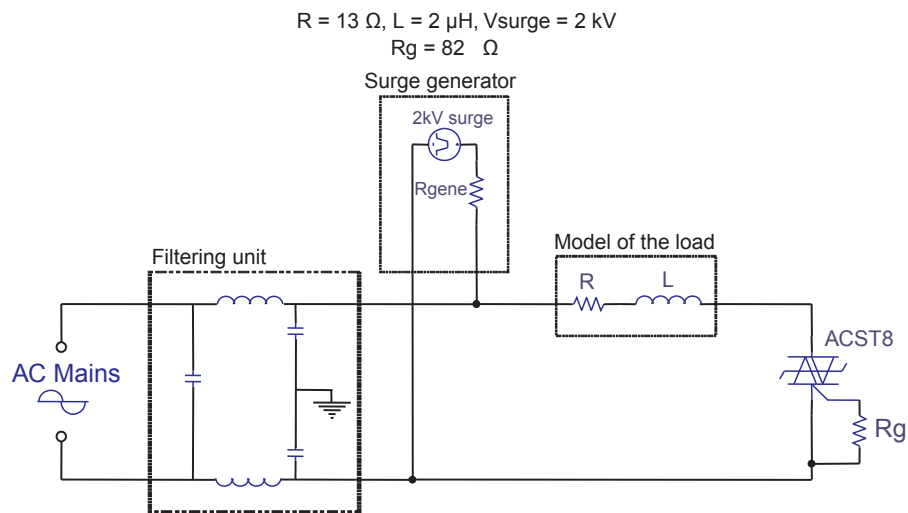 R = 13 Ω, L = 2 µH, Vsurge = 2 kV
Rg = 82 Ω
Surge generator
2kV surge
Rgene
Filtering unit
Model of the load
R L
ACST8
AC Mains
Rg